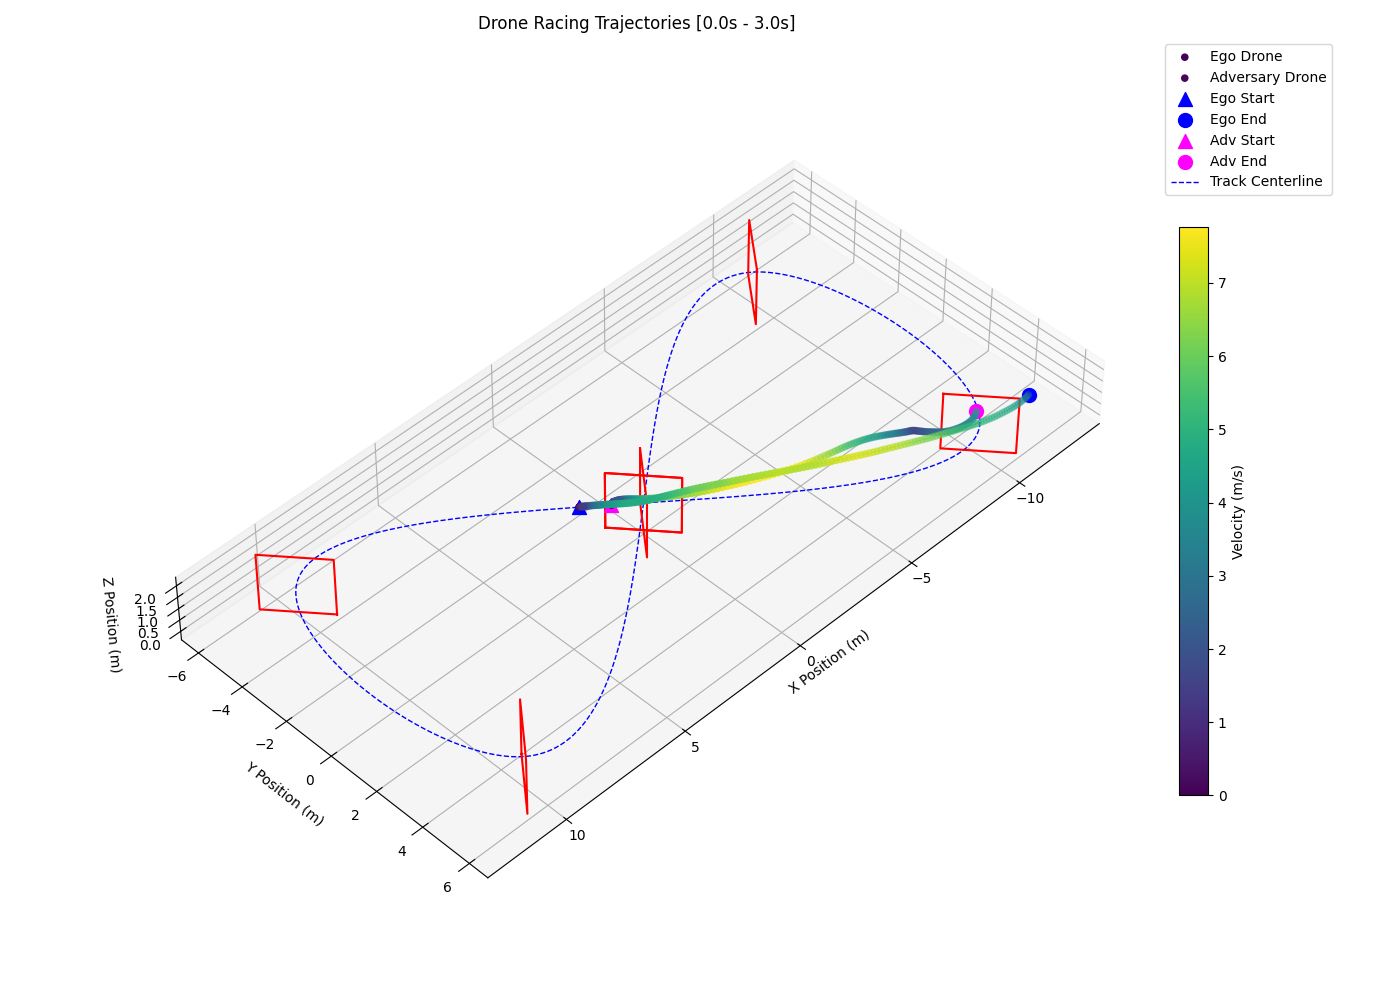 Drone Racing Trajectories [0.0s - 3.0s]
Ego Drone
Adversary Drone
Ego Start
Ego End
Adv Start
Adv End
Track Centerline
7
6
5
4
3
2
1
0
Velocity (m/s)
Z Position (m)
2.0
1.5
1.0
0.5
0.0
−6
−4
−2
0
2
4
6
Y Position (m)
−10
−5
0
5
10
X Position (m)